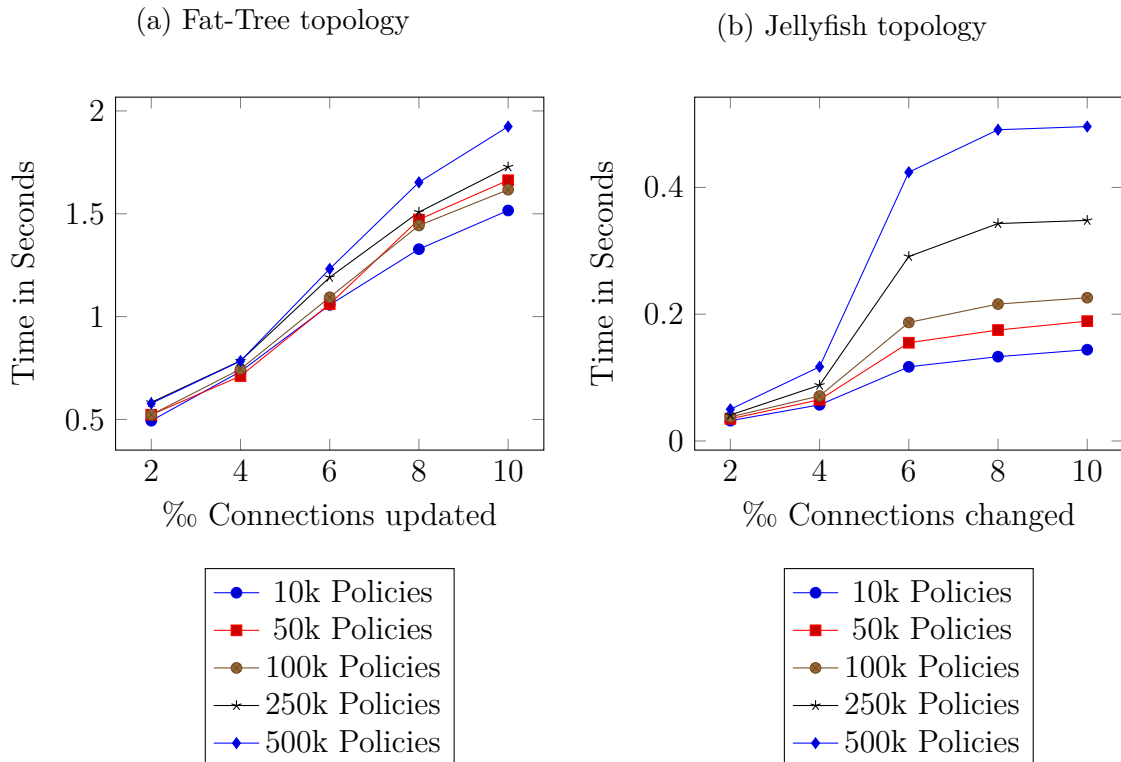 (a) Fat-Tree topology
2
1.5
1
0.5
Time in Seconds
2 4 6 8 10
‰ Connections updated
10k Policies
50k Policies
100k Policies
250k Policies
500k Policies
(b) Jellyfish topology
0.4
0.2
0
Time in Seconds
2 4 6 8 10
‰ Connections changed
10k Policies
50k Policies
100k Policies
250k Policies
500k Policies